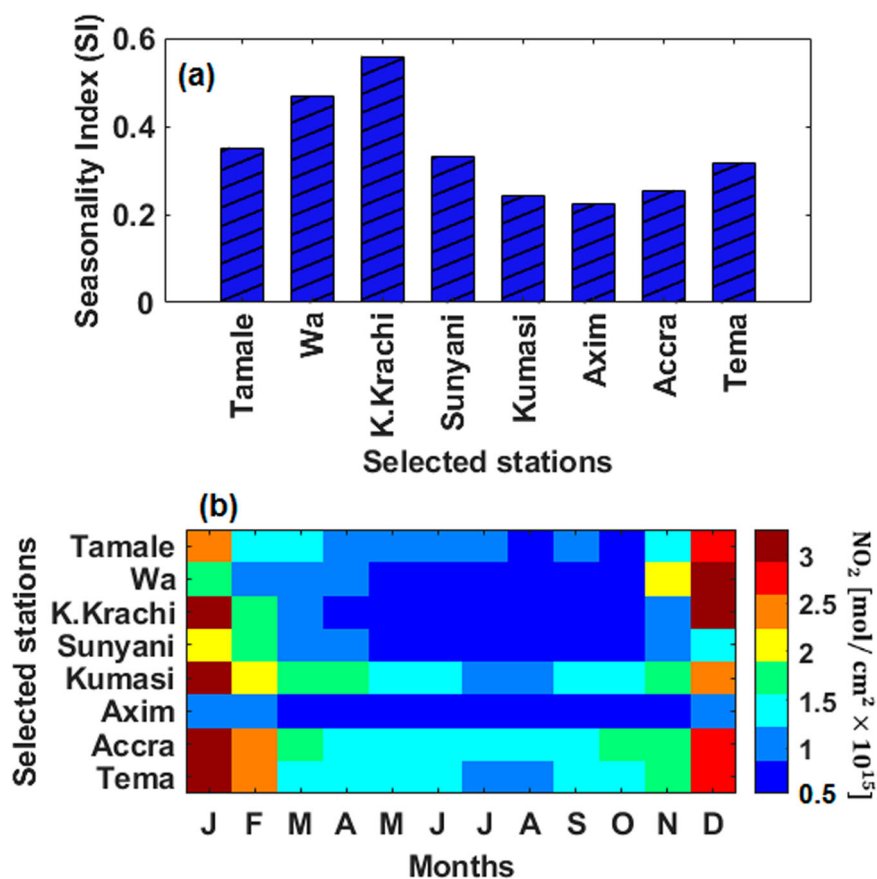 (a)
Seasonality Index (SI)
0.6
0.4
0.2
0
Tamale
Wa
K.Krachi
Sunyani
Kumasi
Axim
Accra
Tema
Selected stations
(b)
Selected stations
Tamale
Wa
K.Krachi
Sunyani
Kumasi
Axim
Accra
Tema
J F M A M J J A S O N D
Months
3
2.5
2
1.5
1
0.5
NO₂ [mol/ cm² × 10¹⁵]